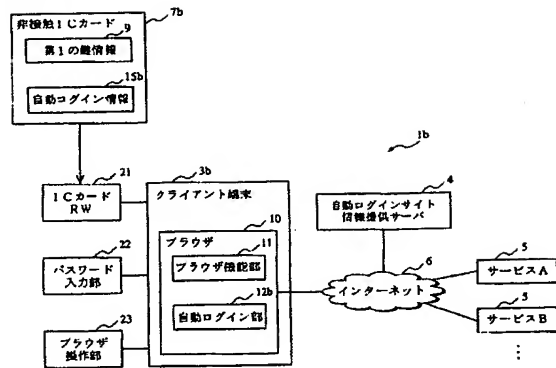 7b
非接触ICカード
9
第1の鍵情報
15b
自動ログイン情報
1b
21
ICカード
RW
3b
クライアント端末
4
自動ログインサイト
情報提供サーバ
10
ブラウザ
11
ブラウザ機能部
12b
自動ログイン部
22
パスワード
入力部
23
ブラウザ
操作部
6
インターネット
5
サービスA
5
サービスB
⋮